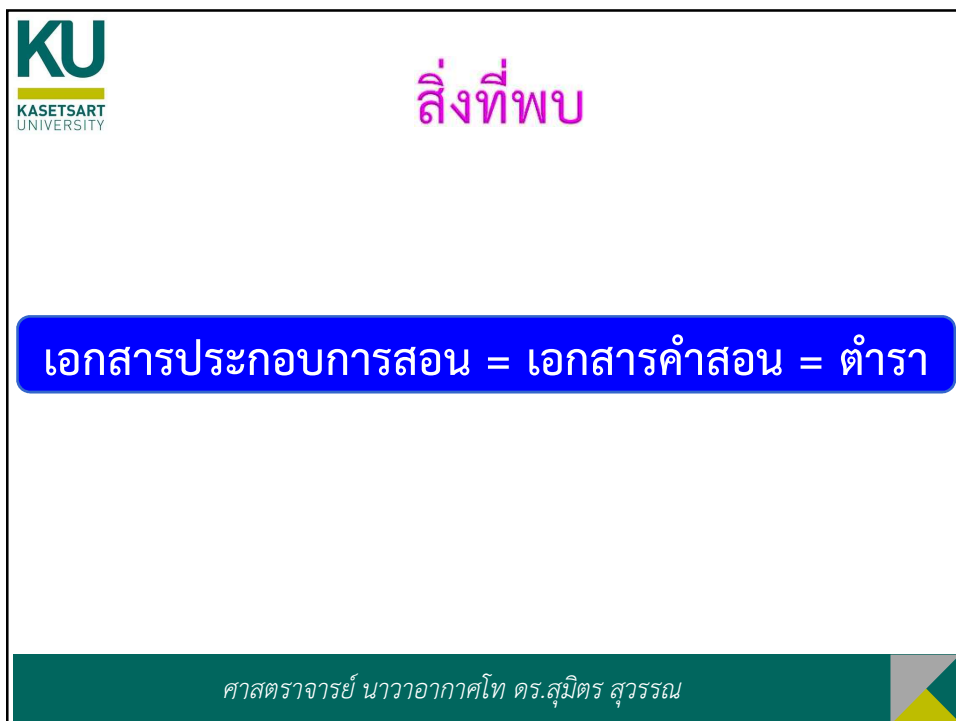 KU
KASETSART
UNIVERSITY
สิ่งที่พบ
เอกสารประกอบการสอน = เอกสารคำสอน = ตำรา
ศาสตราจารย์ นาวาอากาศโท ดร.สุมิตร สุวรรณ